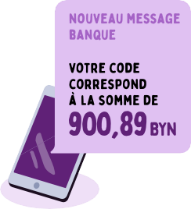 NOUVEAU MESSAGE
BANQUE
VOTRE CODE
CORRESPOND
À LA SOMME DE
900,89 BYN